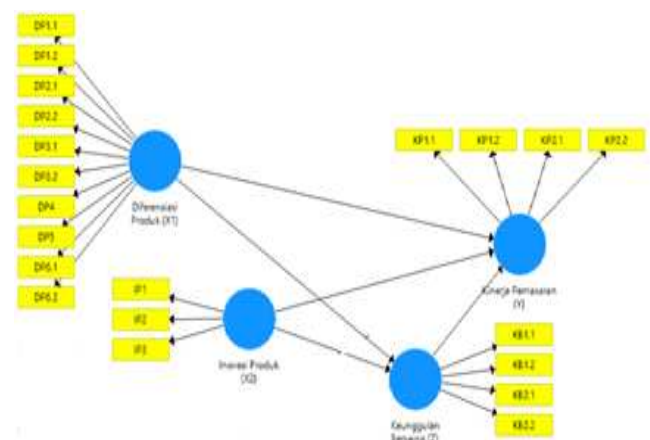 DP1.1
DP1.2
DP2.1
DP2.2
DP3.1
DP3.2
DP4
DP5
DP6.1
DP6.2
Diferensiasi
Produk (X1)
IP1
IP2
IP3
Inovasi Produk
(X2)
KP1.1
KP1.2
KP2.1
KP2.2
Kinerja Pemasaran
(Y)
KB1.1
KB1.2
KB2.1
KB2.2
Keunggulan
Bersaing (Z)